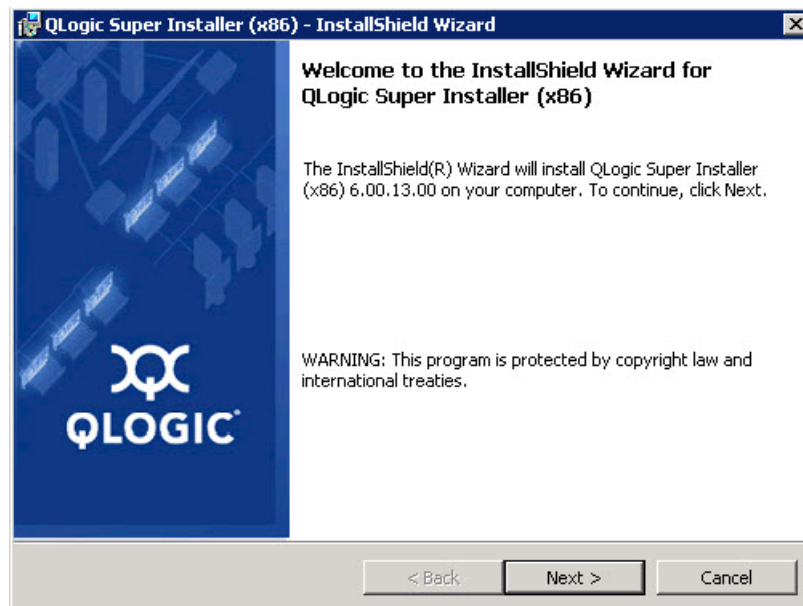 QLogic Super Installer (x86) - InstallShield Wizard
Welcome to the InstallShield Wizard for
QLogic Super Installer (x86)
The InstallShield(R) Wizard will install QLogic Super Installer
(x86) 6.00.13.00 on your computer. To continue, click Next.
WARNING: This program is protected by copyright law and
international treaties.
QLOGIC
< Back
Next >
Cancel